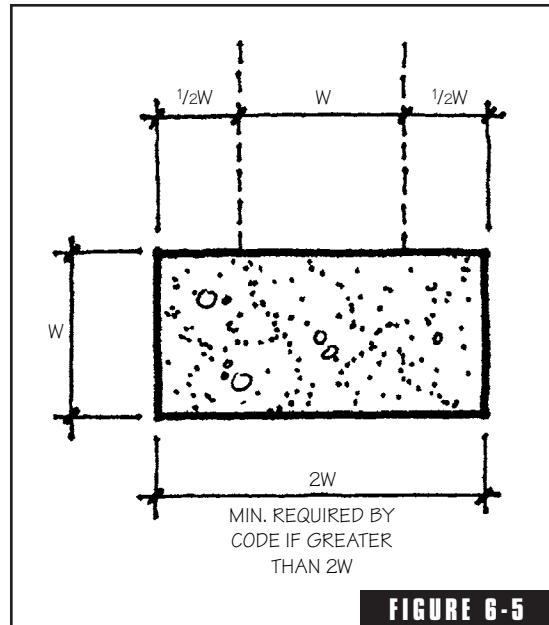 1/2W W 1/2W
W
2W
MIN. REQUIRED BY
CODE IF GREATER
THAN 2W
FIGURE 6-5